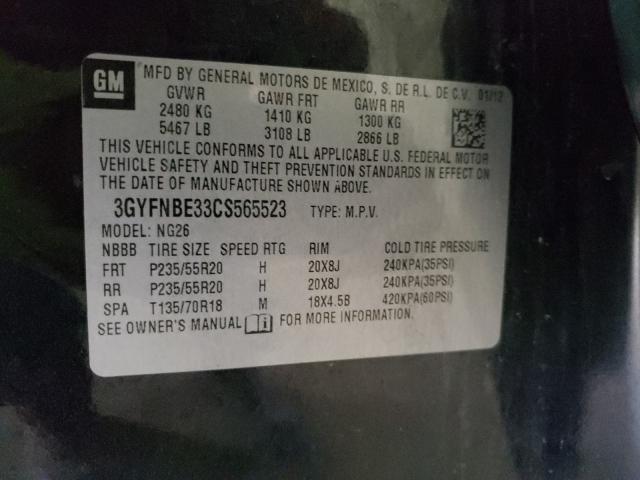 GM MFD BY GENERAL MOTORS DE MEXICO, S. DE R.L. DE C.V. 01/12
GVWR GAWR FRT GAWR RR
2480 KG 1410 KG 1300 KG
5467 LB 3108 LB 2866 LB
THIS VEHICLE CONFORMS TO ALL APPLICABLE U.S. FEDERAL MOTOR
VEHICLE SAFETY AND THEFT PREVENTION STANDARDS IN EFFECT ON
THE DATE OF MANUFACTURE SHOWN ABOVE.
3GYFNBE33CS565523 TYPE: M.P.V.
MODEL: NG26
NBBB TIRE SIZE SPEED RTG RIM COLD TIRE PRESSURE
FRT P235/55R20 H 20X8J 240KPA(35PSI)
RR P235/55R20 H 20X8J 240KPA(35PSI)
SPA T135/70R18 M 18X4.5B 420KPA(60PSI)
SEE OWNER'S MANUAL FOR MORE INFORMATION.